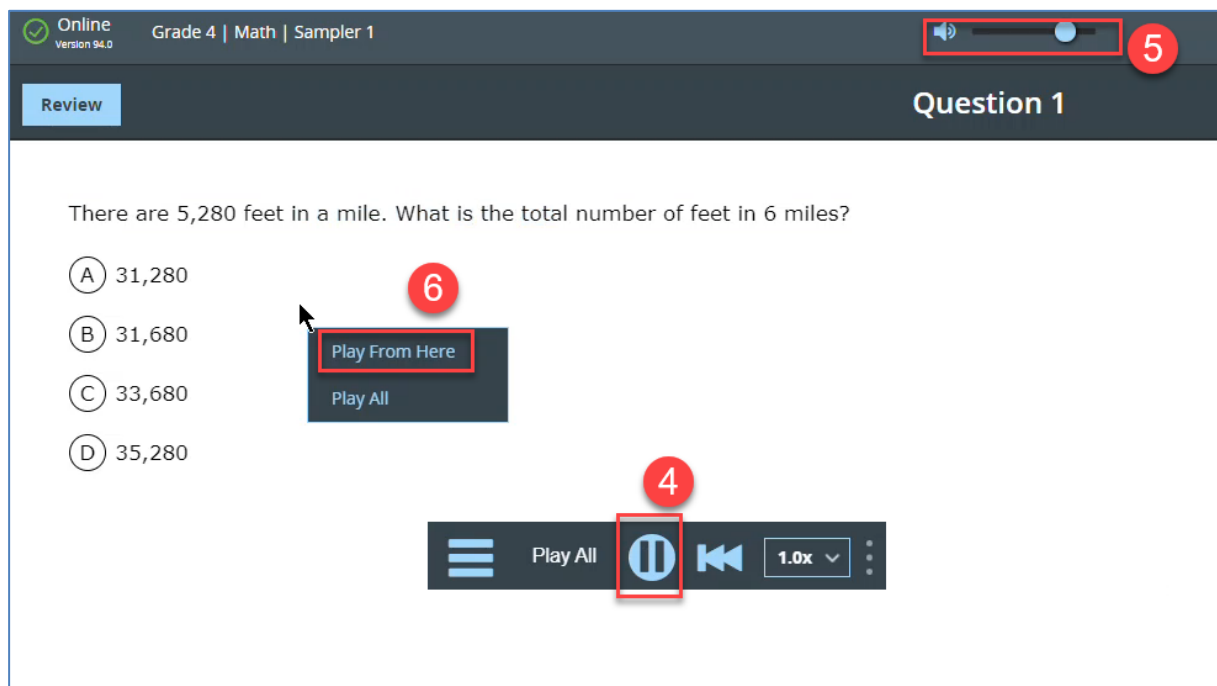 Online
Version 94.0
Grade 4 | Math | Sampler 1
5
Review
Question 1
There are 5,280 feet in a mile. What is the total number of feet in 6 miles?
A 31,280
6
B 31,680
Play From Here
C 33,680
Play All
D 35,280
4
Play All
1.0x